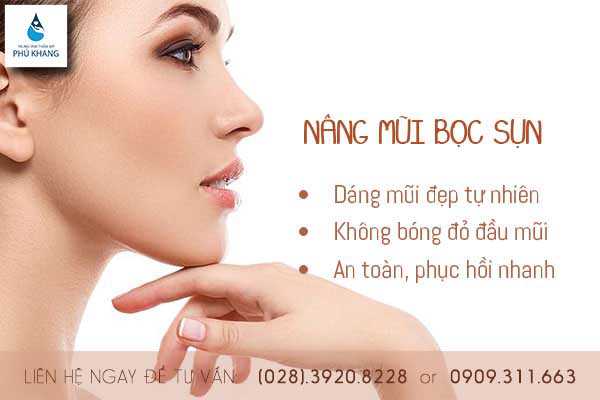 PHÚ KHANG
NÂNG MŨI BỌC SỤN
• Dáng mũi đẹp tự nhiên
• Không bóng đỏ đầu mũi
• An toàn, phục hồi nhanh
LIÊN HỆ NGAY ĐỂ TƯ VẤN: (028).3920.8228 or 0909.311.663